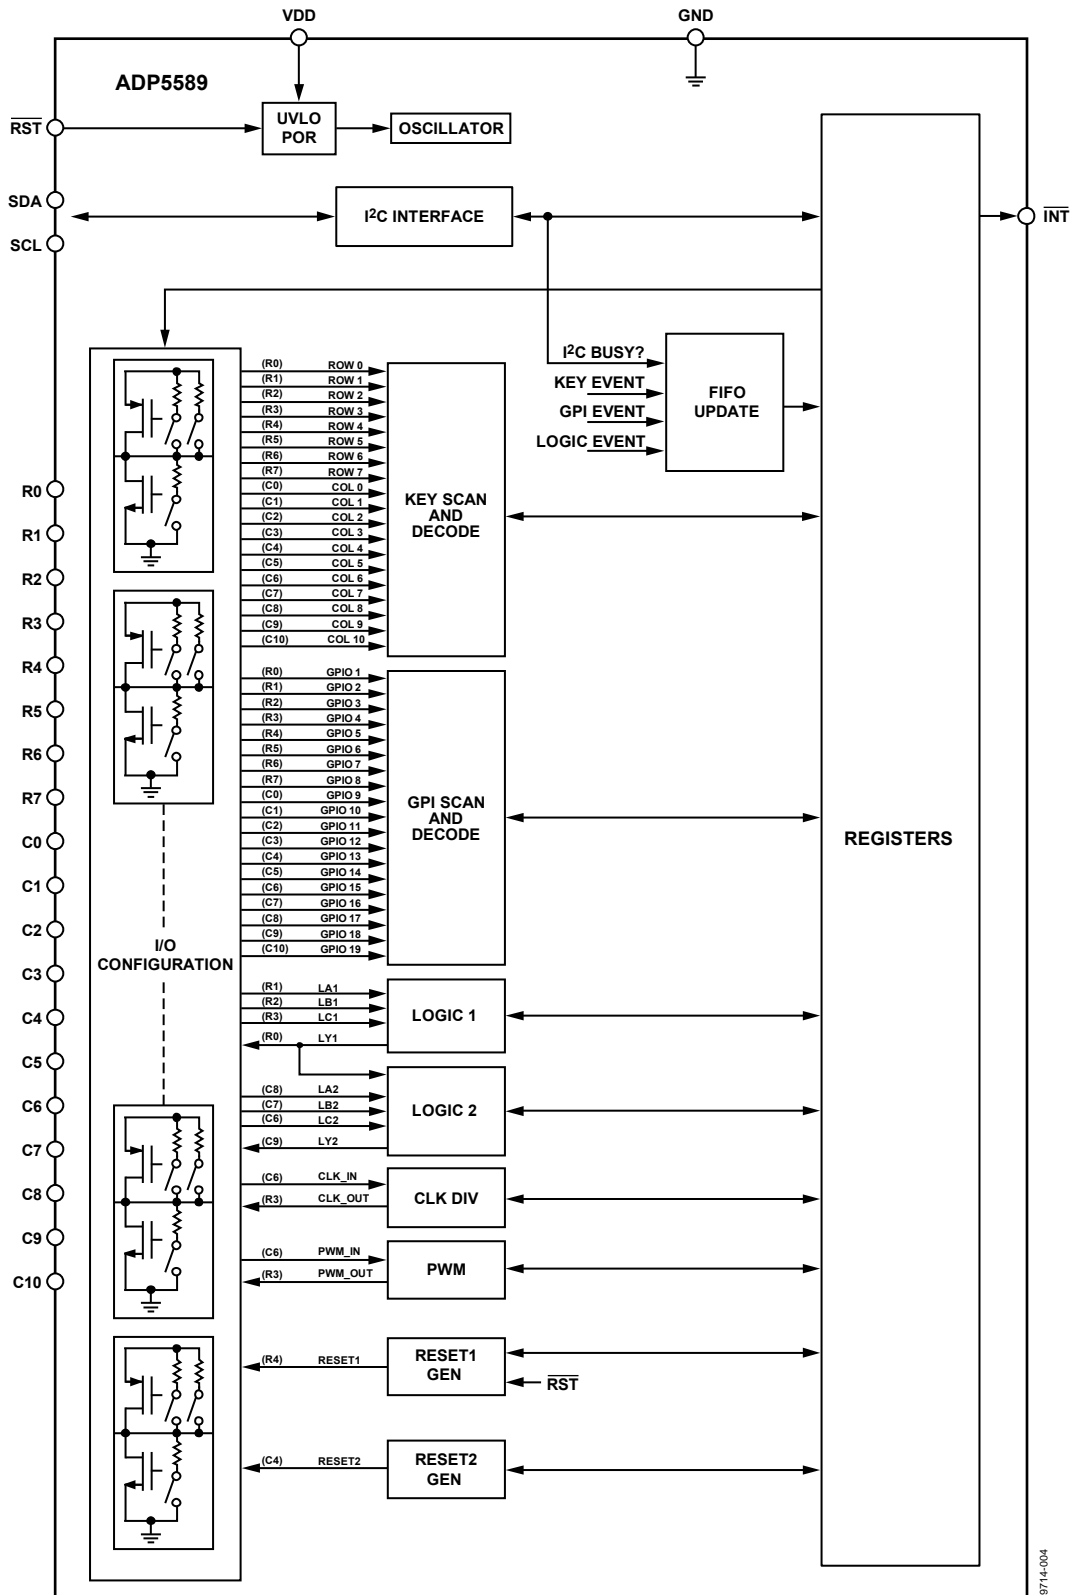 VDD
GND
ADP5589
RST
UVLO
POR
OSCILLATOR
SDA
I2C INTERFACE
INT
SCL
I2C BUSY?
KEY EVENT
GPI EVENT
LOGIC EVENT
FIFO
UPDATE
(R0) ROW 0
(R1) ROW 1
(R2) ROW 2
(R3) ROW 3
(R4) ROW 4
(R5) ROW 5
(R6) ROW 6
(R7) ROW 7
(C0) COL 0
(C1) COL 1
(C2) COL 2
(C3) COL 3
(C4) COL 4
(C5) COL 5
(C6) COL 6
(C7) COL 7
(C8) COL 8
(C9) COL 9
(C10) COL 10
KEY SCAN
AND
DECODE
R0
R1
R2
R3
R4
R5
R6
R7
C0
C1
C2
C3
C4
C5
C6
C7
C8
C9
C10
(R0) GPIO 1
(R1) GPIO 2
(R2) GPIO 3
(R3) GPIO 4
(R4) GPIO 5
(R5) GPIO 6
(R6) GPIO 7
(R7) GPIO 8
(C0) GPIO 9
(C1) GPIO 10
(C2) GPIO 11
(C3) GPIO 12
(C4) GPIO 13
(C5) GPIO 14
(C6) GPIO 15
(C7) GPIO 16
(C8) GPIO 17
(C9) GPIO 18
(C10) GPIO 19
GPI SCAN
AND
DECODE
REGISTERS
I/O
CONFIGURATION
(R1) LA1
(R2) LB1
(R3) LC1
(R0) LY1
LOGIC 1
(C8) LA2
(C7) LB2
(C6) LC2
(C9) LY2
LOGIC 2
(C6) CLK_IN
(R3) CLK_OUT
CLK DIV
(C6) PWM_IN
(R3) PWM_OUT
PWM
(R4) RESET1
RESET1
GEN
RST
(C4) RESET2
RESET2
GEN
9714-004